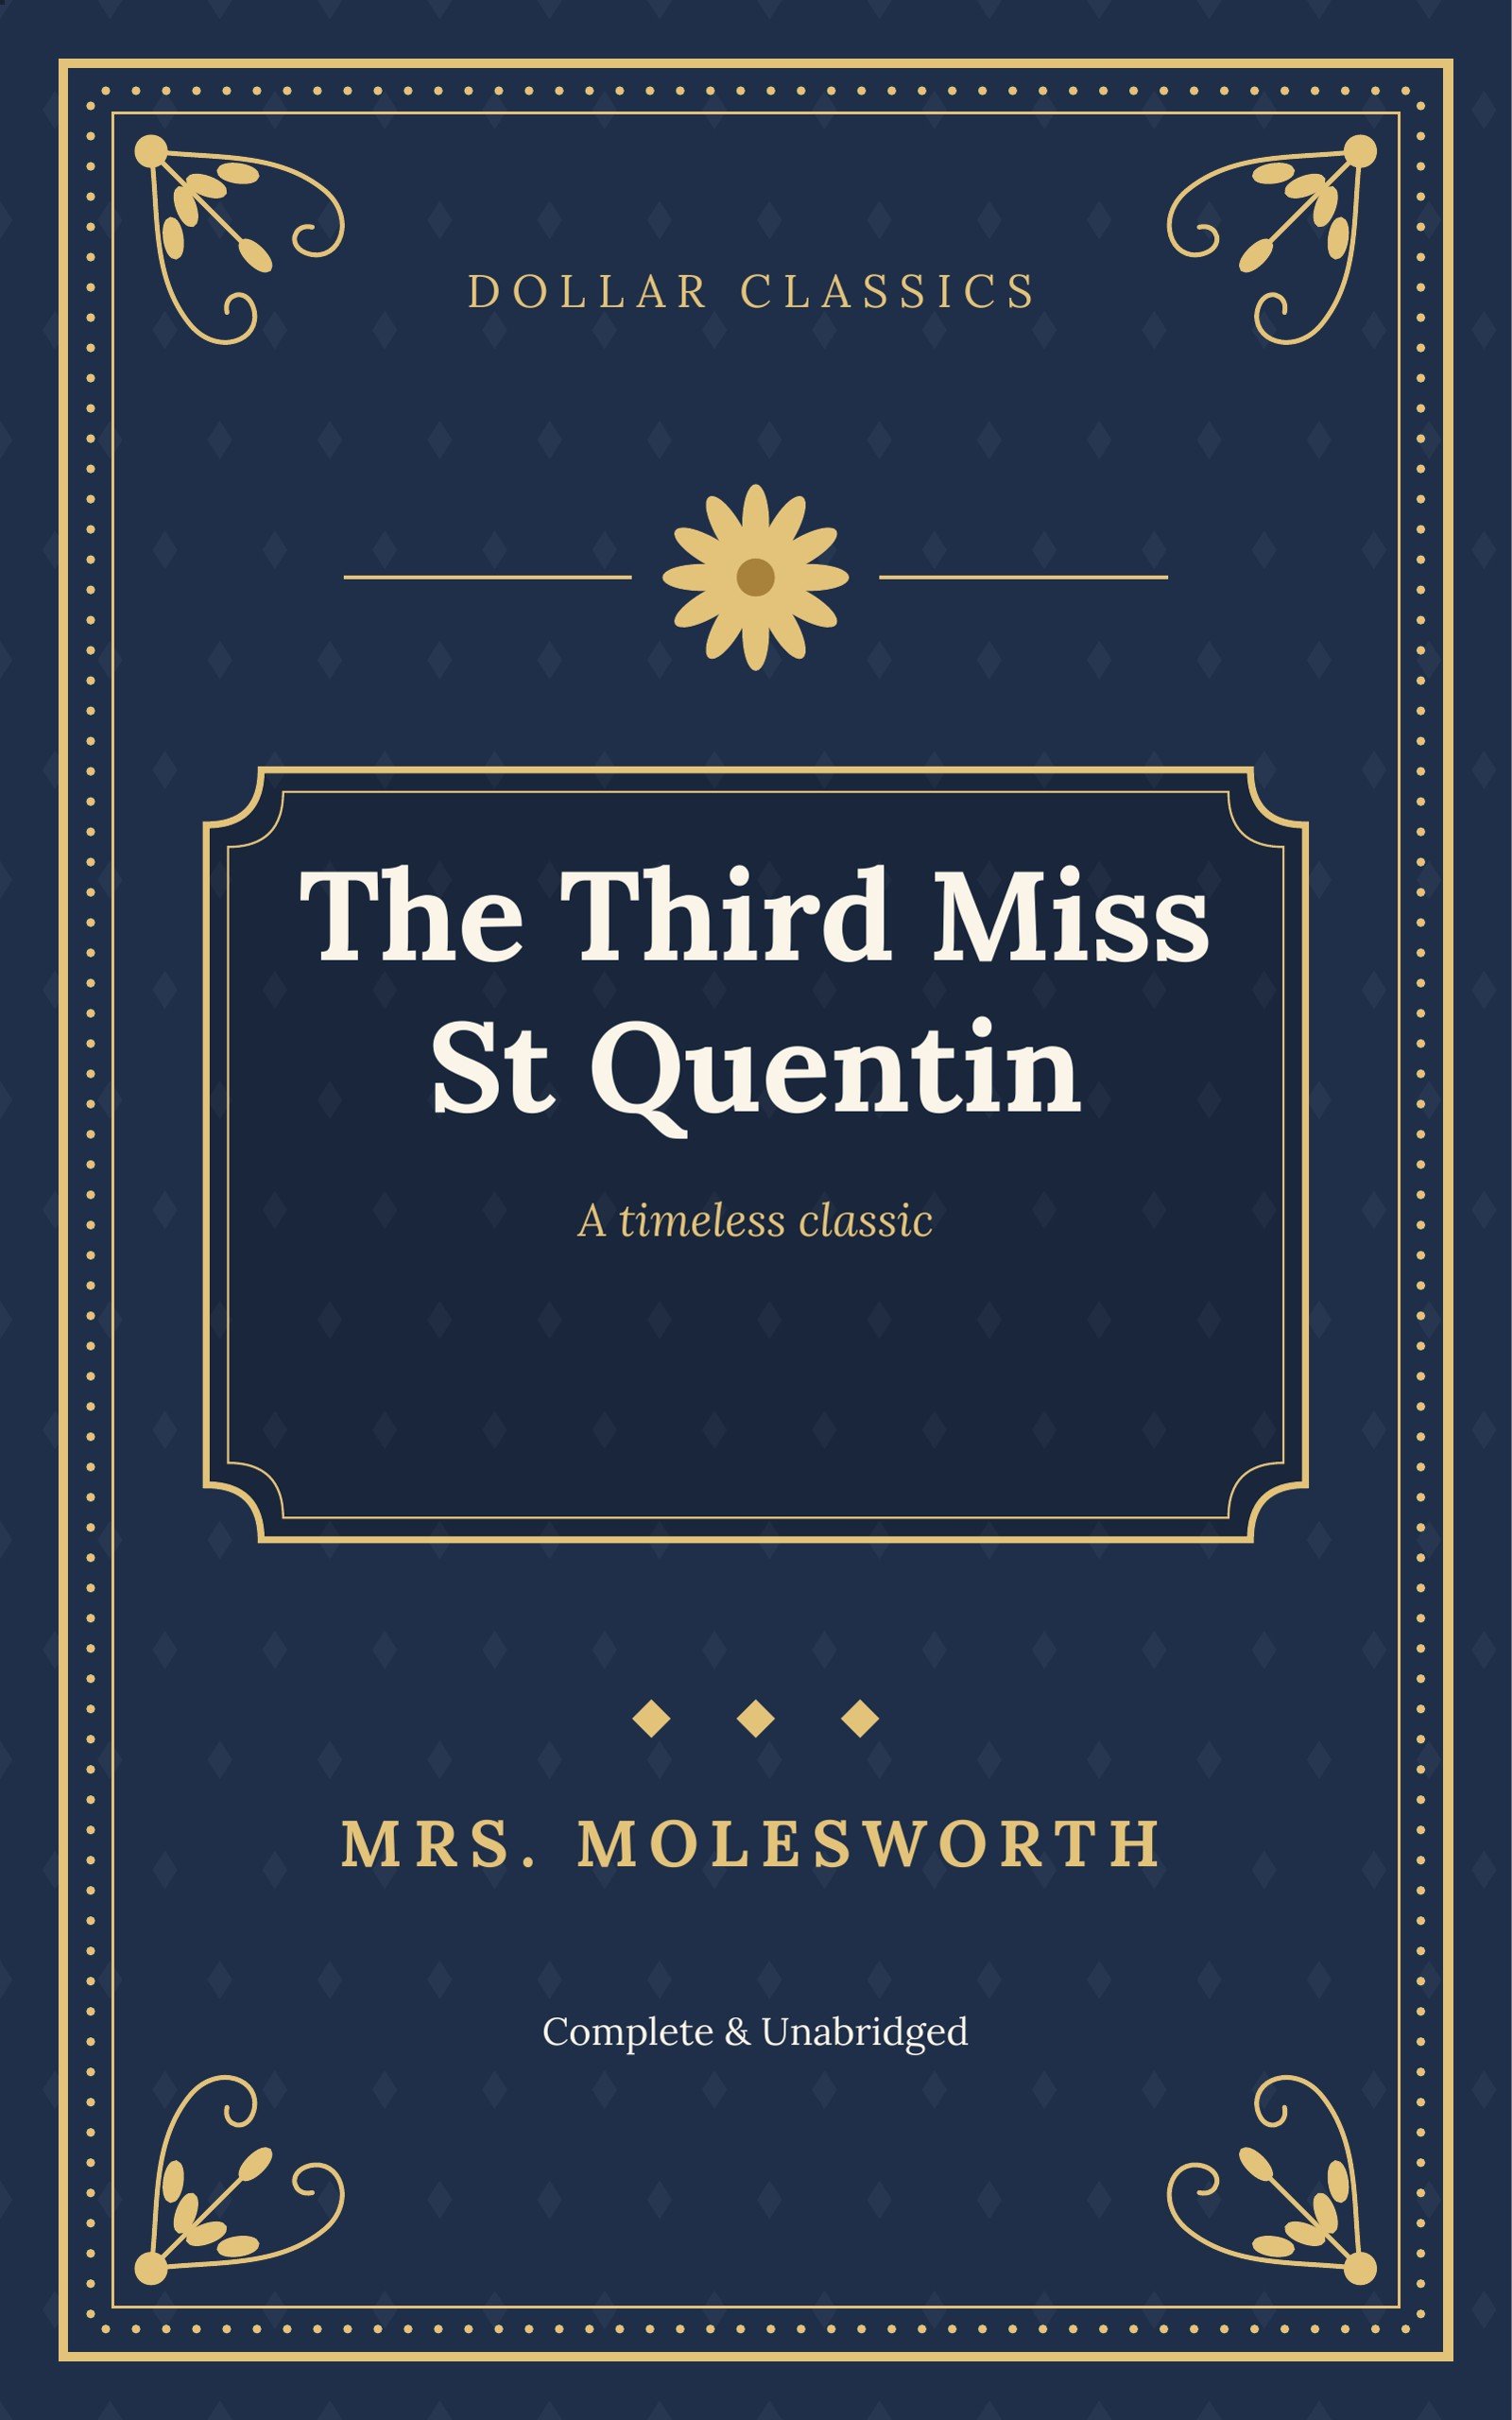 DOLLAR CLASSICS
The Third Miss
St Quentin
A timeless classic
MRS. MOLESWORTH
Complete & Unabridged